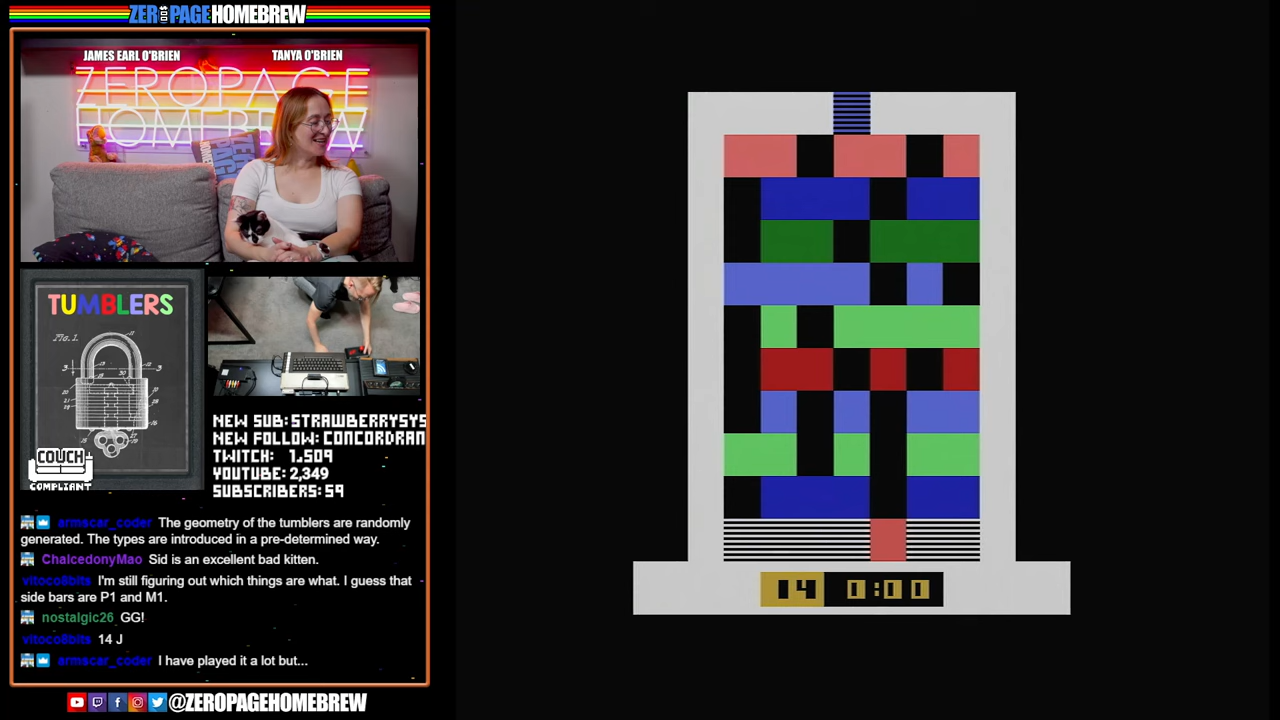 ZEROPAGE HOMEBREW
JAMES EARL O'BRIEN
TANYA O'BRIEN
ZEROPAGE
HOMEBREW
TUMBLERS
Fig. 1.
COUCH
COMPLIANT
NEW SUB: STRAWBERRYSYS
NEW FOLLOW: CONCORDRAN
TWITCH: 1,509
YOUTUBE: 2,349
SUBSCRIBERS: 59
armscar_coder The geometry of the tumblers are randomly
generated. The types are introduced in a pre-determined way.
ChalcedonyMao Sid is an excellent bad kitten.
vitoco8bits I'm still figuring out which things are what. I guess that
side bars are P1 and M1.
nostalgic26 GG!
vitoco8bits 14 J
armscar_coder I have played it a lot but...
@ZEROPAGEHOMEBREW
14 0:00